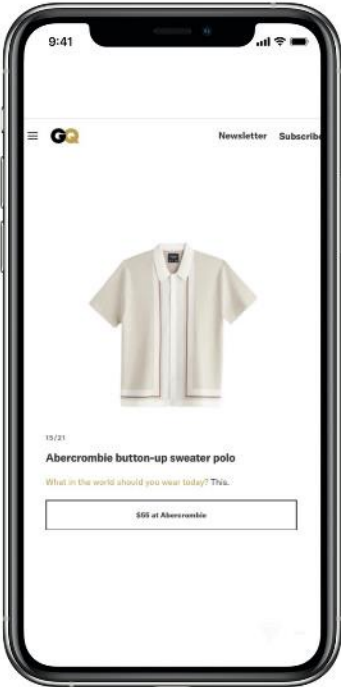 9:41
GQ
Newsletter Subscribe
15/21
Abercrombie button-up sweater polo
What in the world should you wear today? This.
$55 at Abercrombie